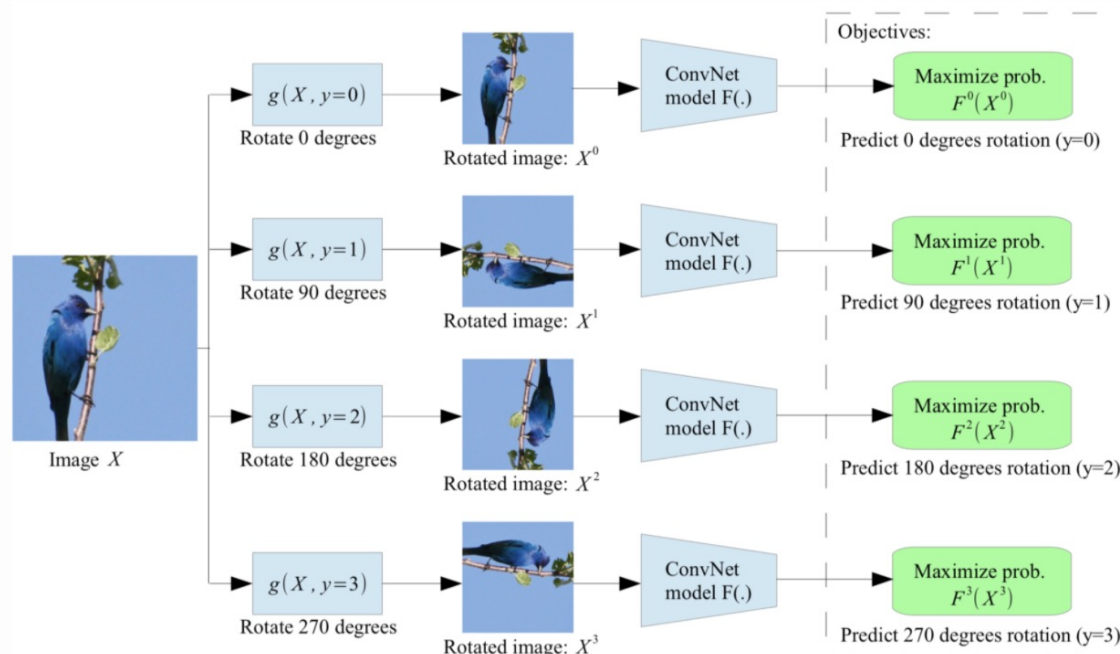 Objectives:
g(X, y=0)
Rotate 0 degrees
Rotated image: X⁰
ConvNet
model F(.)
Maximize prob.
F⁰(X⁰)
Predict 0 degrees rotation (y=0)
g(X, y=1)
Rotate 90 degrees
Rotated image: X¹
ConvNet
model F(.)
Maximize prob.
F¹(X¹)
Predict 90 degrees rotation (y=1)
Image X
g(X, y=2)
Rotate 180 degrees
Rotated image: X²
ConvNet
model F(.)
Maximize prob.
F²(X²)
Predict 180 degrees rotation (y=2)
g(X, y=3)
Rotate 270 degrees
Rotated image: X³
ConvNet
model F(.)
Maximize prob.
F³(X³)
Predict 270 degrees rotation (y=3)